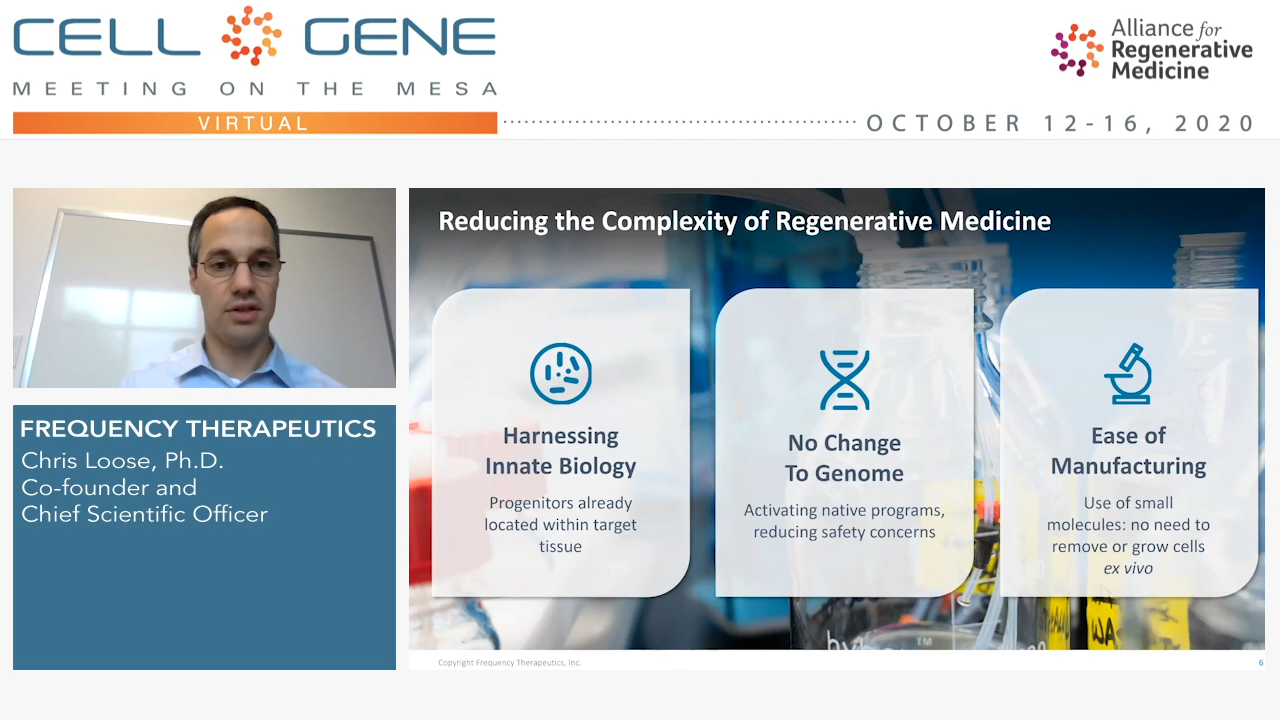 CELL GENE
MEETING ON THE MESA
VIRTUAL
Alliance for
Regenerative
Medicine
OCTOBER 12-16, 2020
FREQUENCY THERAPEUTICS
Chris Loose, Ph.D.
Co-founder and
Chief Scientific Officer
Reducing the Complexity of Regenerative Medicine
Harnessing
Innate Biology
Progenitors already
located within target
tissue
No Change
To Genome
Activating native programs,
reducing safety concerns
Ease of
Manufacturing
Use of small
molecules: no need to
remove or grow cells
ex vivo
Copyright Frequency Therapeutics, Inc.
6